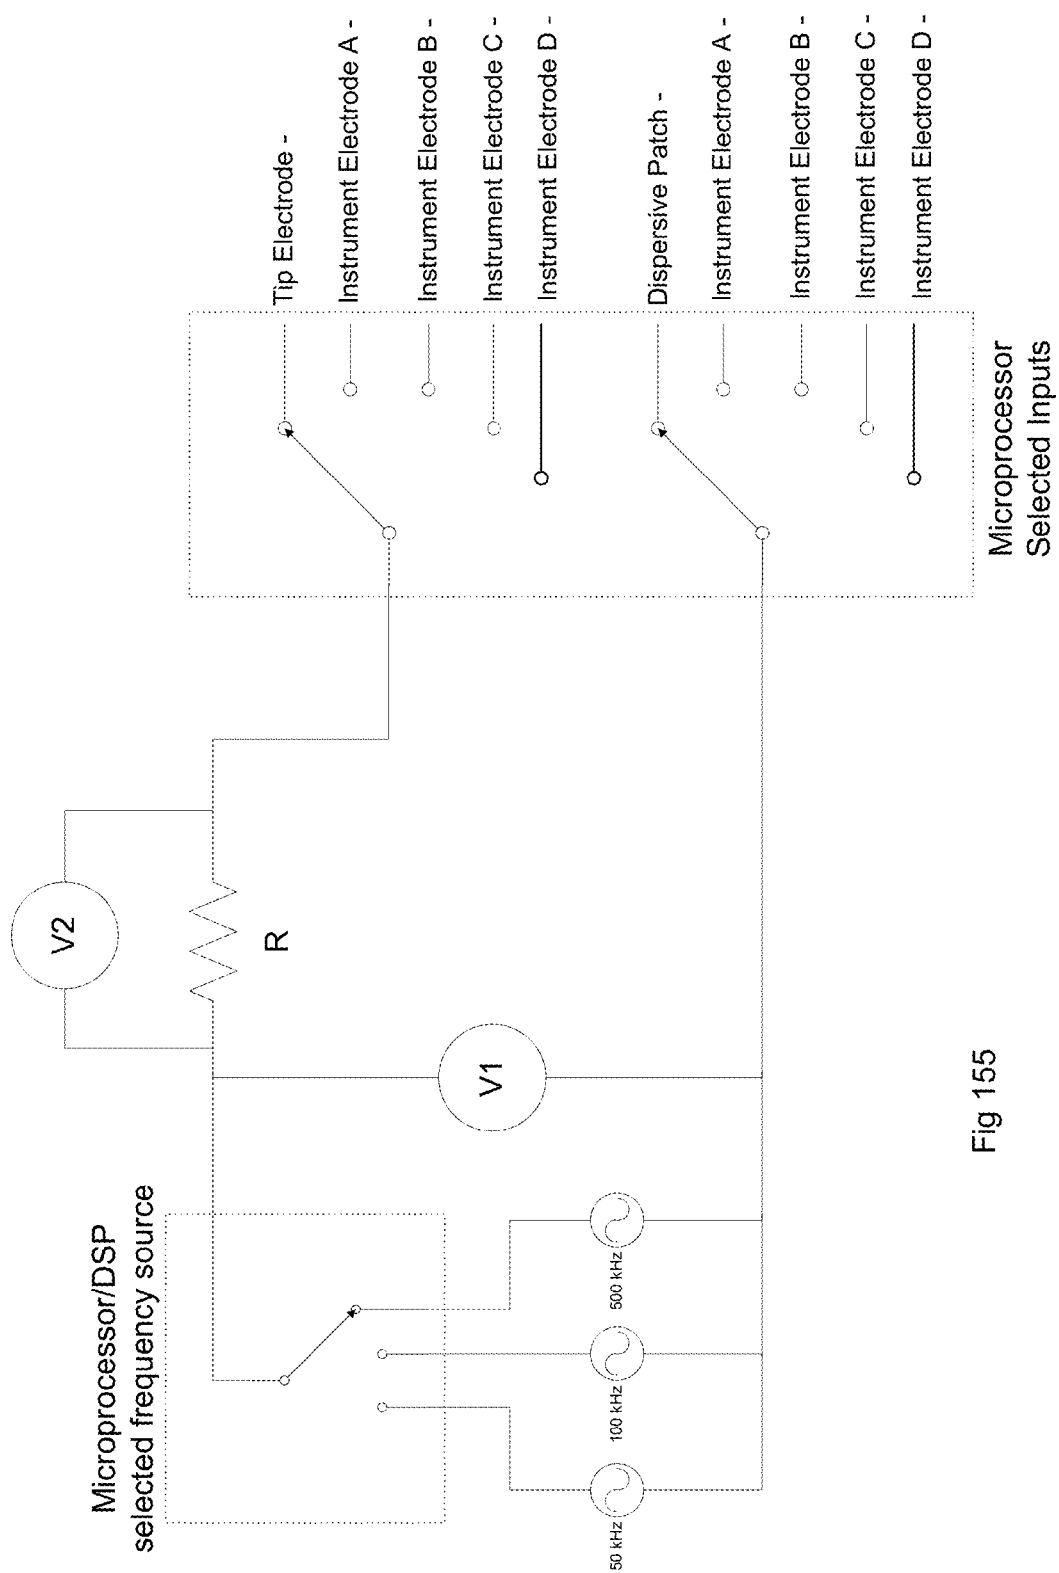 Microprocessor/DSP
selected frequency source
50 kHz
100 kHz
500 kHz
V1
V2
R
Tip Electrode -
Instrument Electrode A -
Instrument Electrode B -
Instrument Electrode C -
Instrument Electrode D -
Dispersive Patch -
Instrument Electrode A -
Instrument Electrode B -
Instrument Electrode C -
Instrument Electrode D -
Microprocessor
Selected Inputs
Fig 155